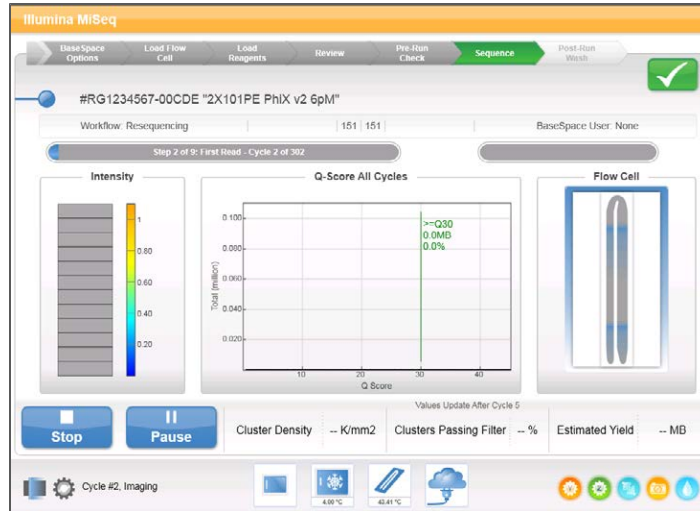 Illumina MiSeq
BaseSpace Options
Load Flow Cell
Load Reagents
Review
Pre-Run Check
Sequence
Post-Run Wash
#RG1234567-00CDE "2X101PE PhIX v2 6pM"
Workflow: Resequencing
151 | 151
BaseSpace User: None
Step 2 of 9: First Read - Cycle 2 of 302
Intensity
1
0.80
0.60
0.40
0.20
Q-Score All Cycles
Total (million)
0.100
0.080
0.060
0.040
0.020
>=Q30
0.0MB
0.0%
10 20 30 40
Q Score
Flow Cell
Values Update After Cycle 5
Stop
Pause
Cluster Density -- K/mm2
Clusters Passing Filter -- %
Estimated Yield -- MB
Cycle #2, Imaging
4.00 °C
42.41 °C